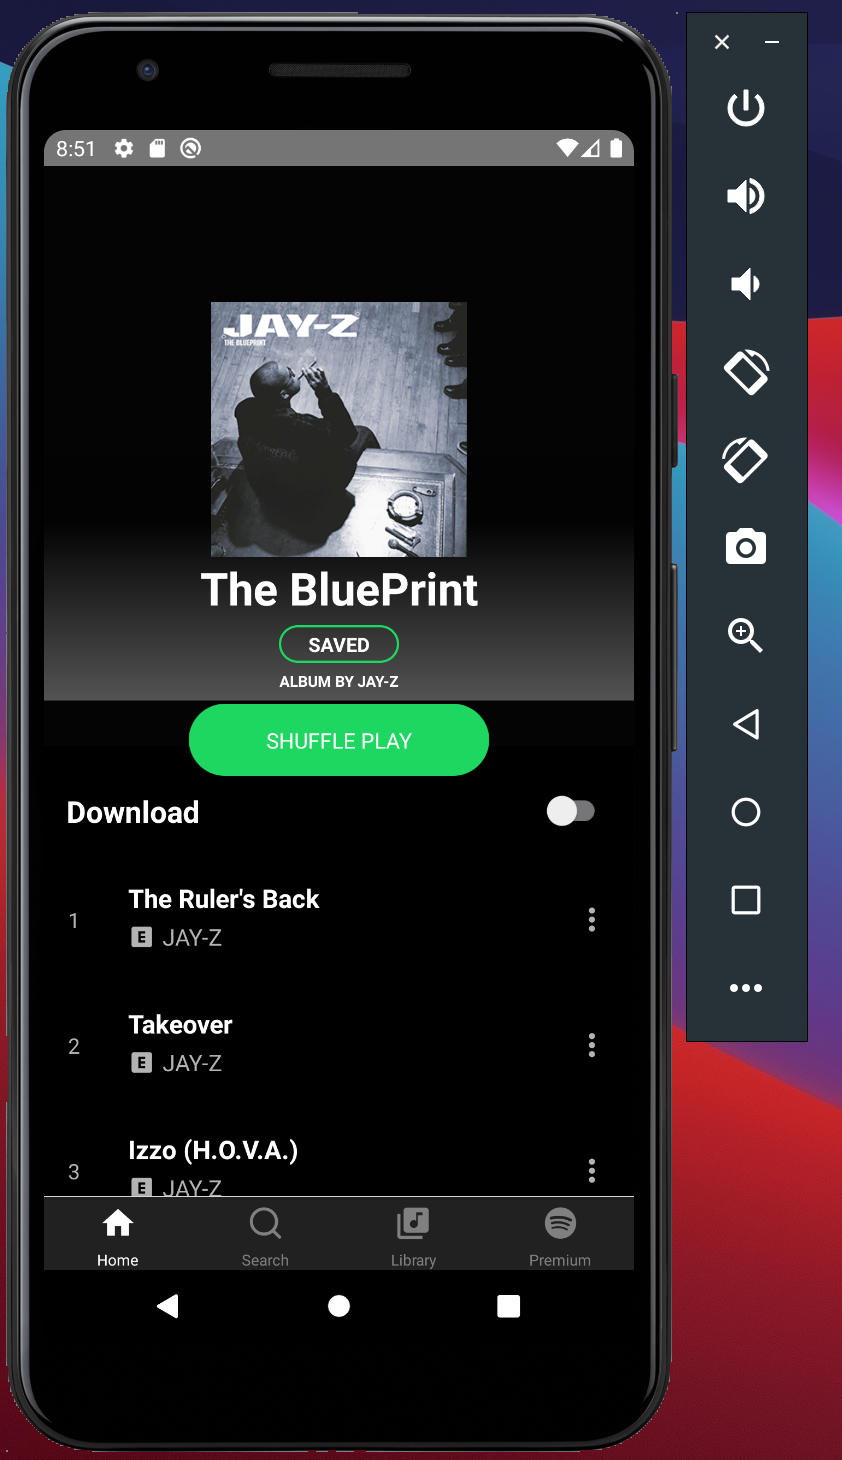 8:51
JAY-Z
THE BLUEPRINT
The BluePrint
SAVED
ALBUM BY JAY-Z
SHUFFLE PLAY
Download
1 The Ruler's Back
E JAY-Z
2 Takeover
E JAY-Z
3 Izzo (H.O.V.A.)
E JAY-Z
Home Search Library Premium